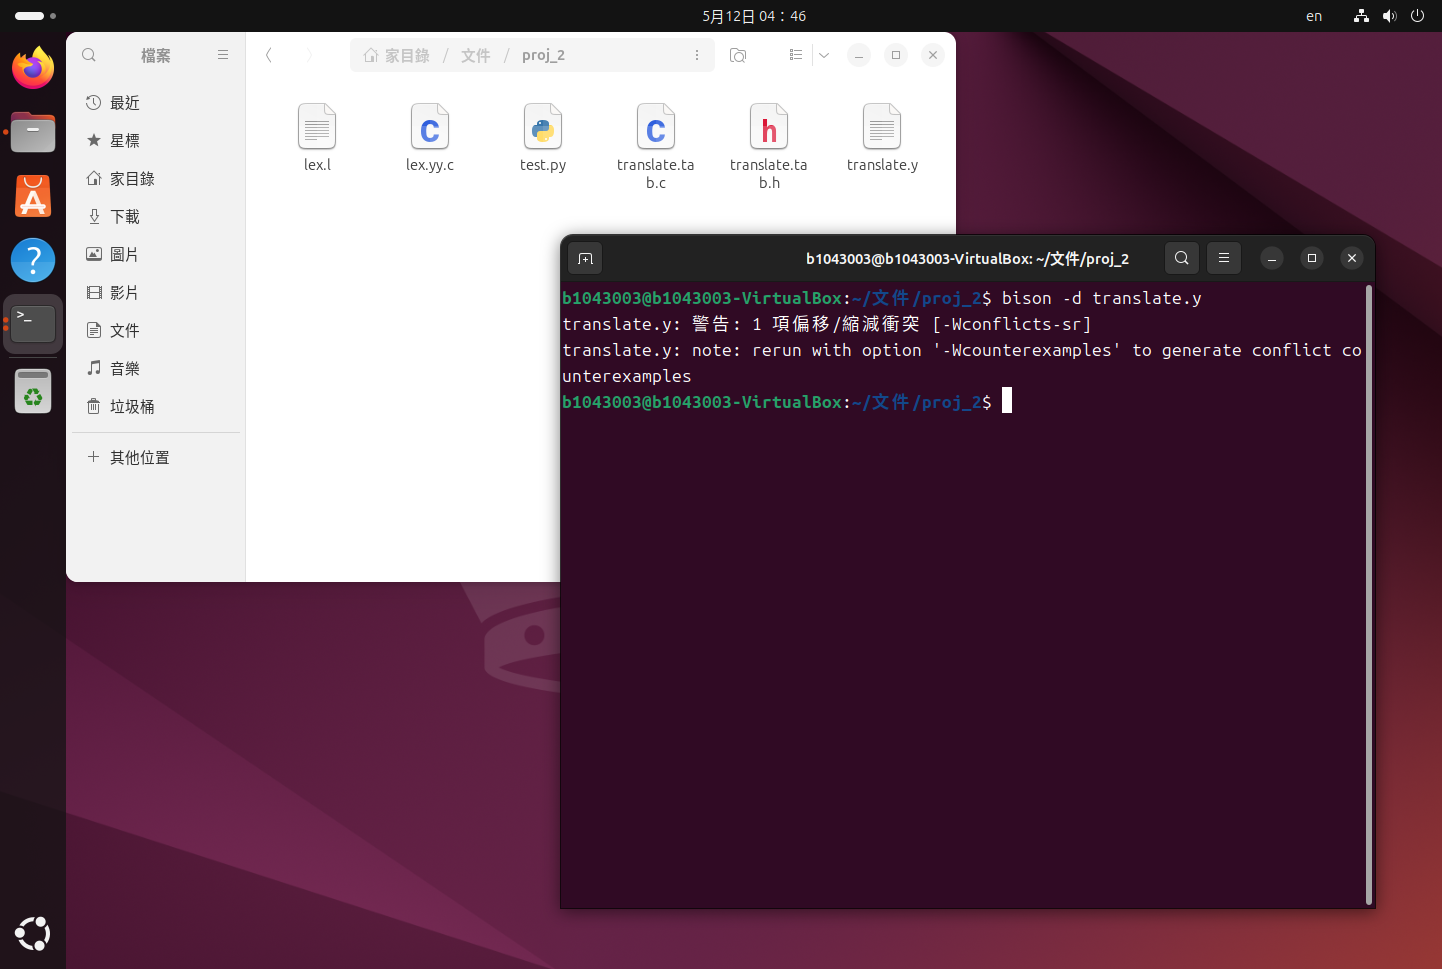 5月12日 04：46
en
檔案
家目錄 / 文件 / proj_2
最近
星標
家目錄
下載
圖片
影片
文件
音樂
垃圾桶
其他位置
lex.l
lex.yy.c
test.py
translate.ta
b.c
translate.ta
b.h
translate.y
b1043003@b1043003-VirtualBox: ~/文件/proj_2
b1043003@b1043003-VirtualBox:~/文件/proj_2$ bison -d translate.y
translate.y: 警告: 1 項偏移/縮減衝突 [-Wconflicts-sr]
translate.y: note: rerun with option '-Wcounterexamples' to generate conflict co
unterexamples
b1043003@b1043003-VirtualBox:~/文件/proj_2$